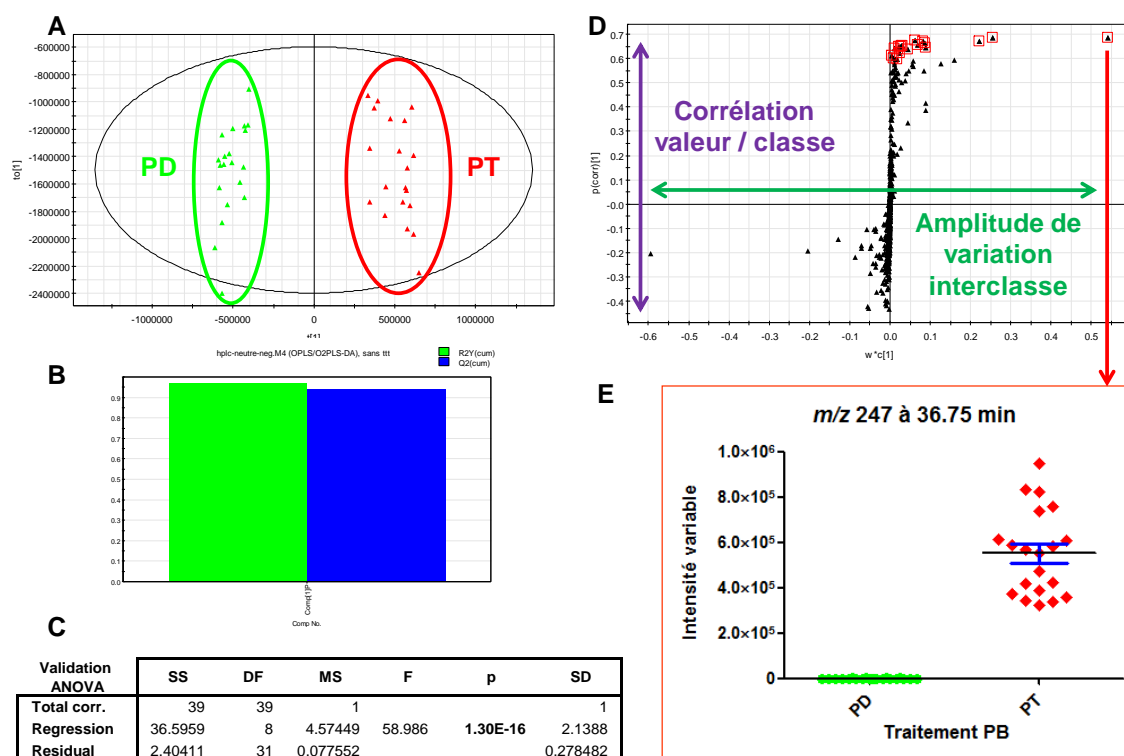 A
-600000
-800000
-1000000
-1200000
-1400000
-1600000
-1800000
-2000000
-2200000
-2400000
to[1]
PD
PT
-1000000
-500000
0
500000
1000000
hplc-neutre-neg.M4 (OPLS/O2PLS-DA), sans ttt
R2Y(cum)
Q2(cum)
B
0.9
0.8
0.7
0.6
0.5
0.4
0.3
0.2
0.1
0.0
Comp No.
C
Validation
ANOVA
SS DF MS F p SD
Total corr. 39 39 1 1
Regression 36.5959 8 4.57449 58.986 1.30E-16 2.1388
Residual 2.40411 31 0.077552 0.278482
D
0.7
0.6
0.5
0.4
0.3
0.2
0.1
-0.0
-0.1
-0.2
-0.3
-0.4
p(corr)[1]
Corrélation
valeur / classe
Amplitude de
variation
interclasse
-0.6 -0.5 -0.4 -0.3 -0.2 -0.1 0.0 0.1 0.2 0.3 0.4 0.5
w*c[1]
E
m/z 247 à 36.75 min
1.0×10⁶
8.0×10⁵
6.0×10⁵
4.0×10⁵
2.0×10⁵
0
Intensité variable
PD PT
Traitement PB